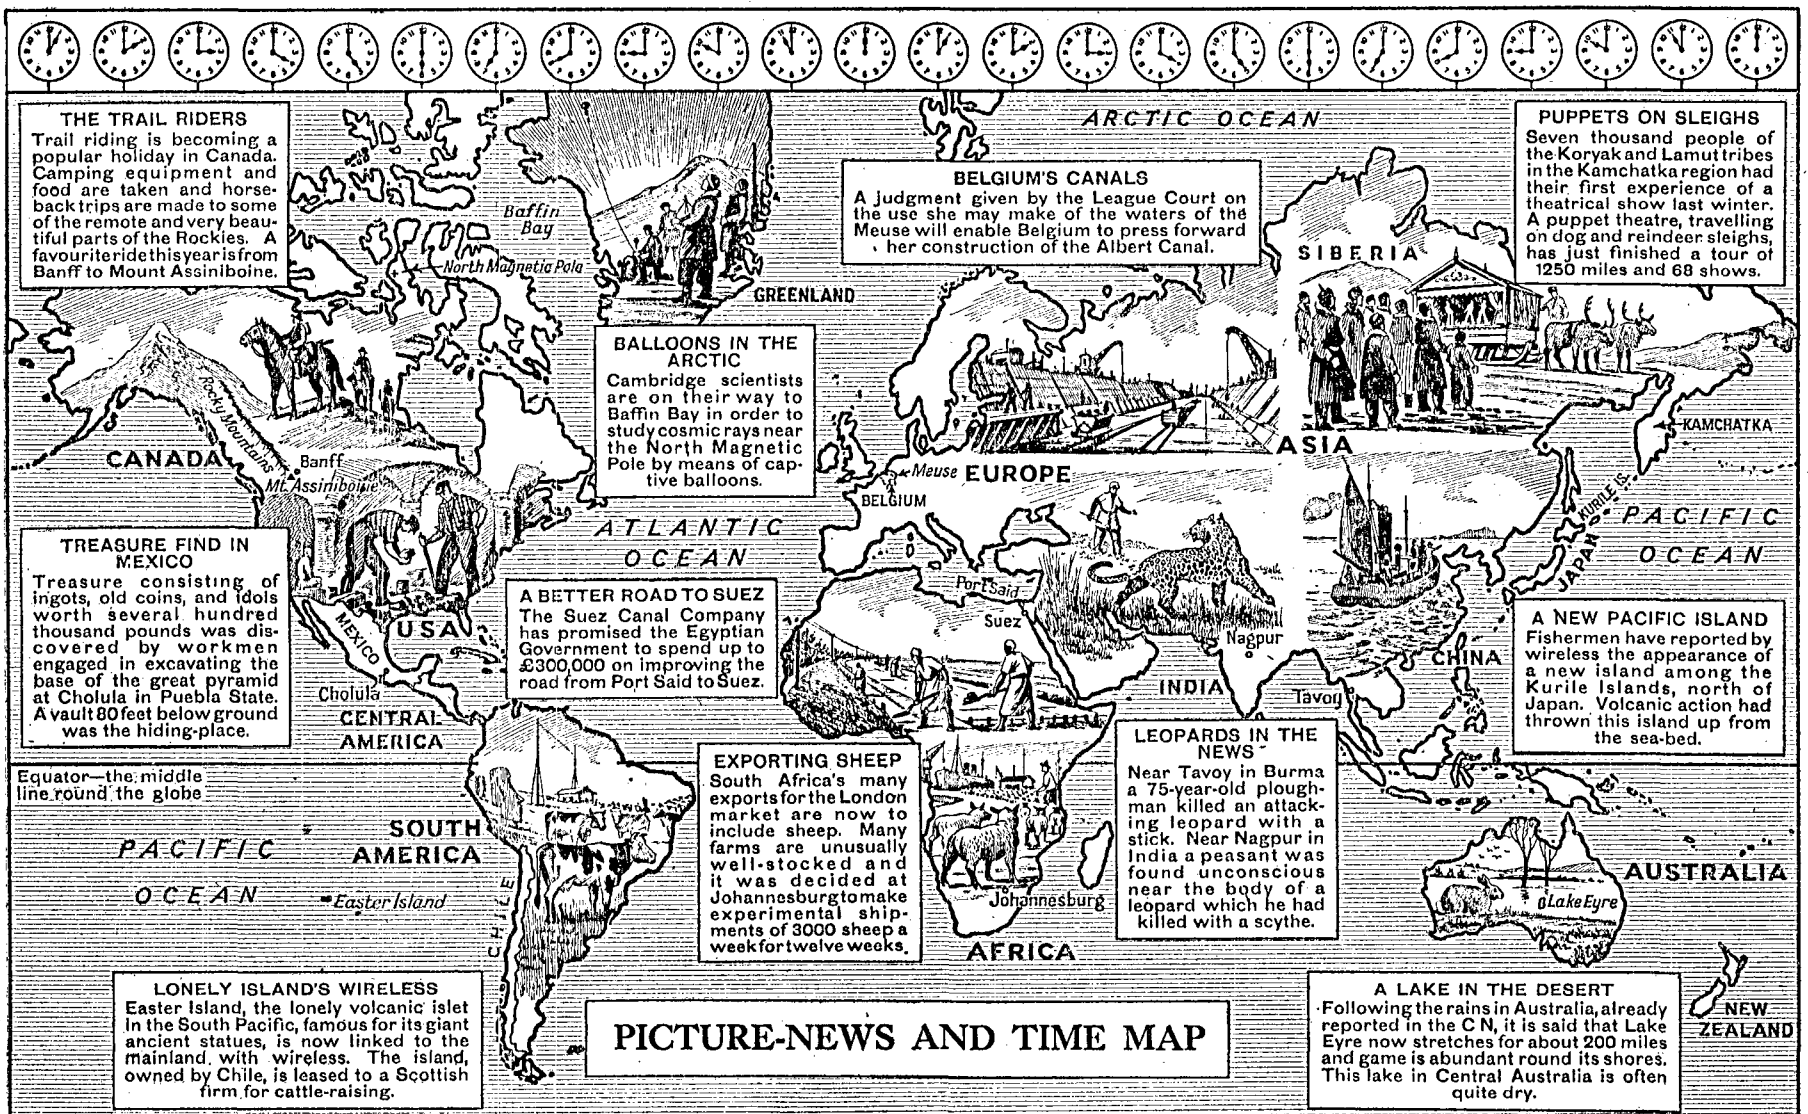 THE TRAIL RIDERS
Trail riding is becoming a
popular holiday in Canada.
Camping equipment and
food are taken and horse-
back trips are made to some
of the remote and very beau-
tiful parts of the Rockies. A
favourite ride this year is from
Banff to Mount Assiniboine.
ARCTIC OCEAN
PUPPETS ON SLEIGHS
Seven thousand people of
the Koryak and Lamut tribes
in the Kamchatka region had
their first experience of a
theatrical show last winter.
A puppet theatre, travelling
on dog and reindeer sleighs,
has just finished a tour of
1250 miles and 68 shows.
BELGIUM'S CANALS
A judgment given by the League Court on
the use she may make of the waters of the
Meuse will enable Belgium to press forward
her construction of the Albert Canal.
Baffin
Bay
North Magnetic Pole
GREENLAND
SIBERIA
BALLOONS IN THE
ARCTIC
Cambridge scientists
are on their way to
Baffin Bay in order to
study cosmic rays near
the North Magnetic
Pole by means of cap-
tive balloons.
Rocky Mountains
CANADA
Banff
Mt. Assiniboine
Meuse
EUROPE
BELGIUM
ASIA
KAMCHATKA
KURILE IS.
JAPAN
PACIFIC
OCEAN
ATLANTIC
OCEAN
TREASURE FIND IN
MEXICO
Treasure consisting of
ingots, old coins, and idols
worth several hundred
thousand pounds was dis-
covered by workmen
engaged in excavating the
base of the great pyramid
at Cholula in Puebla State.
A vault 80 feet below ground
was the hiding-place.
A BETTER ROAD TO SUEZ
The Suez Canal Company
has promised the Egyptian
Government to spend up to
£300,000 on improving the
road from Port Said to Suez.
Port Said
Suez
Nagpur
INDIA
Tavoy
CHINA
A NEW PACIFIC ISLAND
Fishermen have reported by
wireless the appearance of
a new island among the
Kurile Islands, north of
Japan. Volcanic action had
thrown this island up from
the sea-bed.
USA
MEXICO
Cholula
CENTRAL
AMERICA
Equator—the middle
line round the globe
EXPORTING SHEEP
South Africa's many
exports for the London
market are now to
include sheep. Many
farms are unusually
well-stocked and
it was decided at
Johannesburg to make
experimental ship-
ments of 3000 sheep a
week for twelve weeks.
LEOPARDS IN THE
NEWS
Near Tavoy in Burma
a 75-year-old plough-
man killed an attack-
ing leopard with a
stick. Near Nagpur in
India a peasant was
found unconscious
near the body of a
leopard which he had
killed with a scythe.
PACIFIC
OCEAN
SOUTH
AMERICA
Easter Island
CHILE
Johannesburg
AFRICA
AUSTRALIA
Lake Eyre
NEW
ZEALAND
LONELY ISLAND'S WIRELESS
Easter Island, the lonely volcanic islet
in the South Pacific, famous for its giant
ancient statues, is now linked to the
mainland with wireless. The island,
owned by Chile, is leased to a Scottish
firm for cattle-raising.
PICTURE-NEWS AND TIME MAP
A LAKE IN THE DESERT
Following the rains in Australia, already
reported in the C N, it is said that Lake
Eyre now stretches for about 200 miles
and game is abundant round its shores.
This lake in Central Australia is often
quite dry.